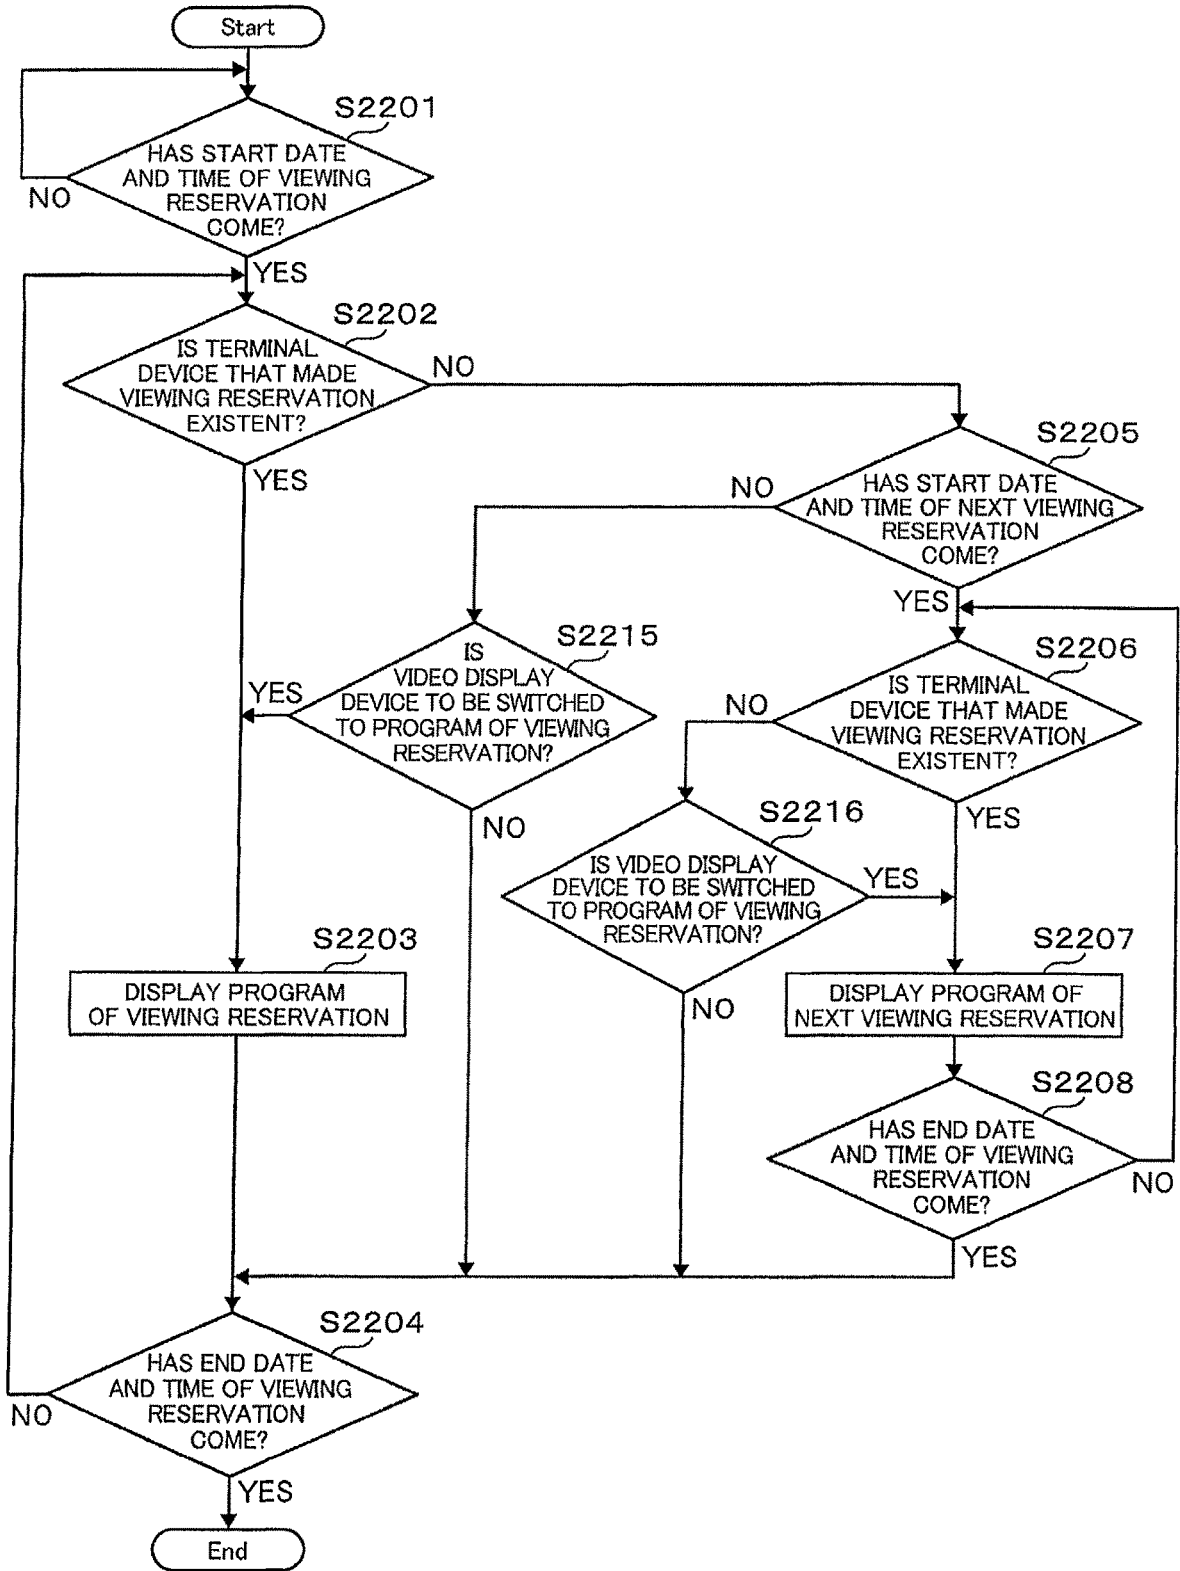 Start
S2201
HAS START DATE
AND TIME OF VIEWING
RESERVATION
COME?
NO
YES
S2202
IS TERMINAL
DEVICE THAT MADE
VIEWING RESERVATION
EXISTENT?
NO
YES
S2205
HAS START DATE
AND TIME OF NEXT VIEWING
RESERVATION
COME?
NO
YES
S2215
IS
VIDEO DISPLAY
DEVICE TO BE SWITCHED
TO PROGRAM OF VIEWING
RESERVATION?
YES
NO
S2206
IS TERMINAL
DEVICE THAT MADE
VIEWING RESERVATION
EXISTENT?
NO
YES
S2216
IS VIDEO DISPLAY
DEVICE TO BE SWITCHED
TO PROGRAM OF VIEWING
RESERVATION?
YES
NO
S2203
DISPLAY PROGRAM
OF VIEWING RESERVATION
S2207
DISPLAY PROGRAM OF
NEXT VIEWING RESERVATION
S2208
HAS END DATE
AND TIME OF VIEWING
RESERVATION
COME?
NO
YES
S2204
HAS END DATE
AND TIME OF VIEWING
RESERVATION
COME?
NO
YES
End